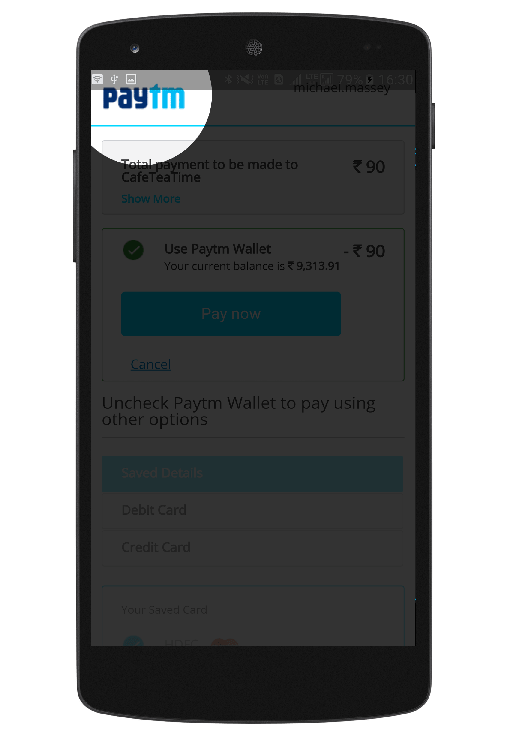 79% 16:30
paytm
michael.massey
Total payment to be made to
CafeTeaTime
₹ 90
Show More
Use Paytm Wallet
- ₹ 90
Your current balance is ₹ 9,313.91
Pay now
Cancel
Uncheck Paytm Wallet to pay using
other options
Saved Details
Debit Card
Credit Card
Your Saved Card
HDFC